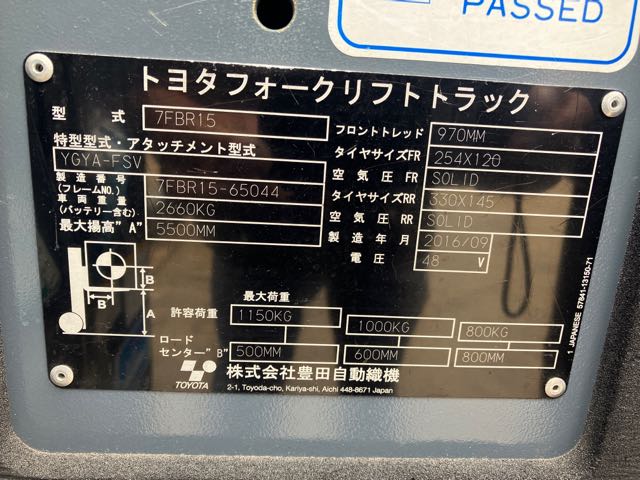 PASSED
トヨタフォークリフトトラック
型 式 7FBR15
特型型式・アタッチメント型式
YGYA-FSV
製造番号
(フレームNO.) 7FBR15-65044
車両重量
(バッテリー含む) 2660KG
最大揚高"A" 5500MM
フロントトレッド 970MM
タイヤサイズFR 254X120
空気圧FR SOLID
タイヤサイズRR 330X145
空気圧RR SOLID
製造年月 2016/09
電圧 48 V
B
B
A
最大荷重
許容荷重 1150KG 1000KG 800KG
ロード
センター"B" 500MM 600MM 800MM
TOYOTA
株式会社豊田自動織機
2-1, Toyoda-cho, Kariya-shi, Aichi 448-8671 Japan
1 JAPANESE 57841-13150-71